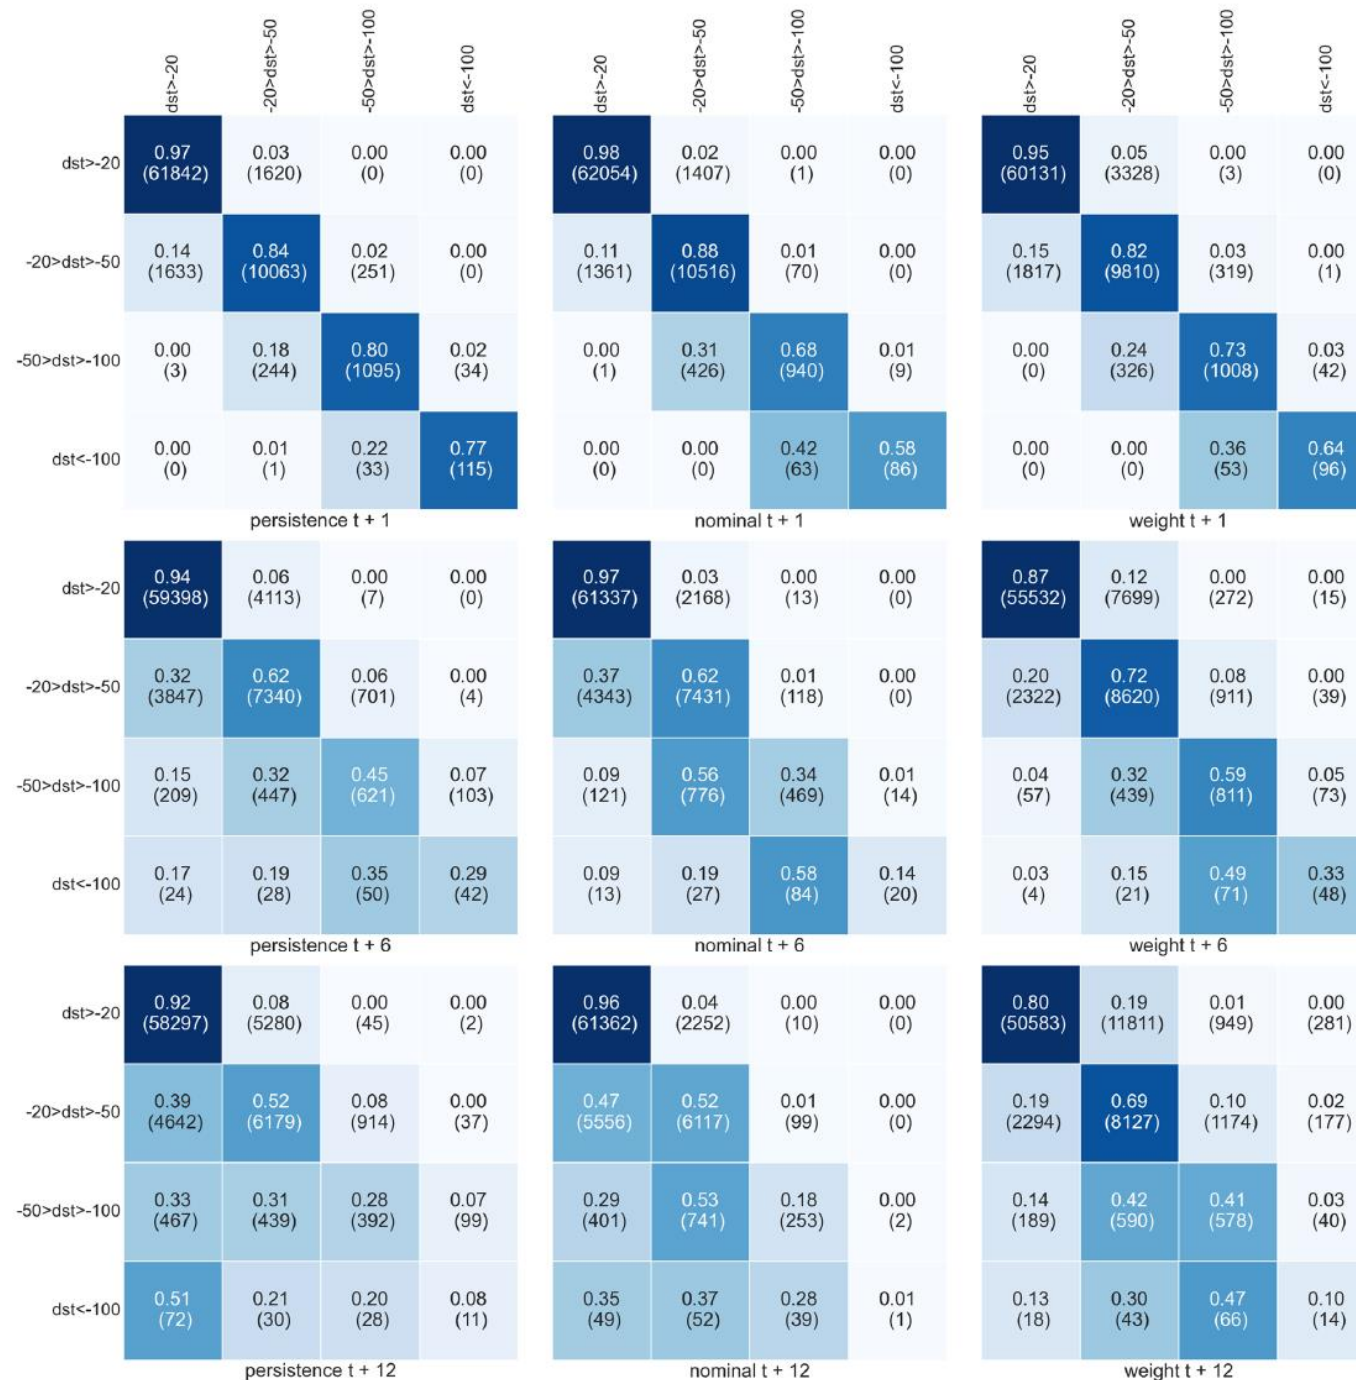 dst>-20 -20>dst>-50 -50>dst>-100 dst<-100 dst>-20 -20>dst>-50 -50>dst>-100 dst<-100 dst>-20 -20>dst>-50 -50>dst>-100 dst<-100
dst>-20 0.97 0.03 0.00 0.00 0.98 0.02 0.00 0.00 0.95 0.05 0.00 0.00
(61842) (1620) (0) (0) (62054) (1407) (1) (0) (60131) (3328) (3) (0)
-20>dst>-50 0.14 0.84 0.02 0.00 0.11 0.88 0.01 0.00 0.15 0.82 0.03 0.00
(1633) (10063) (251) (0) (1361) (10516) (70) (0) (1817) (9810) (319) (1)
-50>dst>-100 0.00 0.18 0.80 0.02 0.00 0.31 0.68 0.01 0.00 0.24 0.73 0.03
(3) (244) (1095) (34) (1) (426) (940) (9) (0) (326) (1008) (42)
dst<-100 0.00 0.01 0.22 0.77 0.00 0.00 0.42 0.58 0.00 0.00 0.36 0.64
(0) (1) (33) (115) (0) (0) (63) (86) (0) (0) (53) (96)
persistence t + 1 nominal t + 1 weight t + 1
dst>-20 0.94 0.06 0.00 0.00 0.97 0.03 0.00 0.00 0.87 0.12 0.00 0.00
(59398) (4113) (7) (0) (61337) (2168) (13) (0) (55532) (7699) (272) (15)
-20>dst>-50 0.32 0.62 0.06 0.00 0.37 0.62 0.01 0.00 0.20 0.72 0.08 0.00
(3847) (7340) (701) (4) (4343) (7431) (118) (0) (2322) (8620) (911) (39)
-50>dst>-100 0.15 0.32 0.45 0.07 0.09 0.56 0.34 0.01 0.04 0.32 0.59 0.05
(209) (447) (621) (103) (121) (776) (469) (14) (57) (439) (811) (73)
dst<-100 0.17 0.19 0.35 0.29 0.09 0.19 0.58 0.14 0.03 0.15 0.49 0.33
(24) (28) (50) (42) (13) (27) (84) (20) (4) (21) (71) (48)
persistence t + 6 nominal t + 6 weight t + 6
dst>-20 0.92 0.08 0.00 0.00 0.96 0.04 0.00 0.00 0.80 0.19 0.01 0.00
(58297) (5280) (45) (2) (61362) (2252) (10) (0) (50583) (11811) (949) (281)
-20>dst>-50 0.39 0.52 0.08 0.00 0.47 0.52 0.01 0.00 0.19 0.69 0.10 0.02
(4642) (6179) (914) (37) (5556) (6117) (99) (0) (2294) (8127) (1174) (177)
-50>dst>-100 0.33 0.31 0.28 0.07 0.29 0.53 0.18 0.00 0.14 0.42 0.41 0.03
(467) (439) (392) (99) (401) (741) (253) (2) (189) (590) (578) (40)
dst<-100 0.51 0.21 0.20 0.08 0.35 0.37 0.28 0.01 0.13 0.30 0.47 0.10
(72) (30) (28) (11) (49) (52) (39) (1) (18) (43) (66) (14)
persistence t + 12 nominal t + 12 weight t + 12